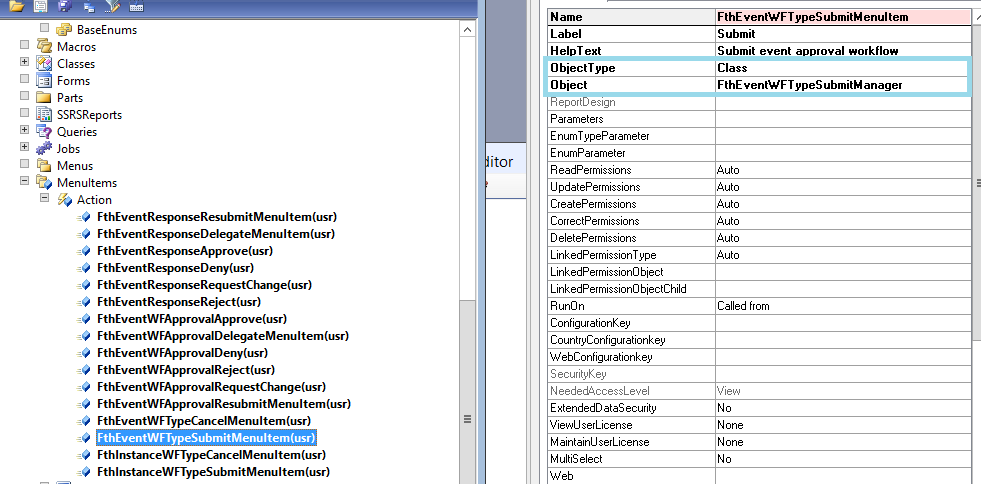 BaseEnums
Macros
Classes
Forms
Parts
SSRSReports
Queries
Jobs
Menus
MenuItems
Action
FthEventResponseResubmitMenuItem(usr)
FthEventResponseDelegateMenuItem(usr)
FthEventResponseApprove(usr)
FthEventResponseDeny(usr)
FthEventResponseRequestChange(usr)
FthEventResponseReject(usr)
FthEventWFApprovalApprove(usr)
FthEventWFApprovalDelegateMenuItem(usr)
FthEventWFApprovalDeny(usr)
FthEventWFApprovalReject(usr)
FthEventWFApprovalRequestChange(usr)
FthEventWFApprovalResubmitMenuItem(usr)
FthEventWFTypeCancelMenuItem(usr)
FthEventWFTypeSubmitMenuItem(usr)
FthInstanceWFTypeCancelMenuItem(usr)
FthInstanceWFTypeSubmitMenuItem(usr)
ditor
Name FthEventWFTypeSubmitMenuItem
Label Submit
HelpText Submit event approval workflow
ObjectType Class
Object FthEventWFTypeSubmitManager
ReportDesign
Parameters
EnumTypeParameter
EnumParameter
ReadPermissions Auto
UpdatePermissions Auto
CreatePermissions Auto
CorrectPermissions Auto
DeletePermissions Auto
LinkedPermissionType Auto
LinkedPermissionObject
LinkedPermissionObjectChild
RunOn Called from
ConfigurationKey
CountryConfigurationkey
WebConfigurationkey
SecurityKey
NeededAccessLevel View
ExtendedDataSecurity No
ViewUserLicense None
MaintainUserLicense None
MultiSelect No
Web